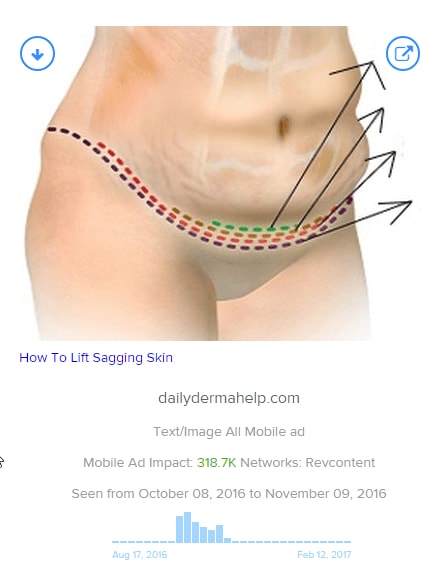 How To Lift Sagging Skin
dailydermahelp.com
Text/Image All Mobile ad
Mobile Ad Impact: 318.7K Networks: Revcontent
Seen from October 08, 2016 to November 09, 2016
Aug 17, 2016 Feb 12, 2017